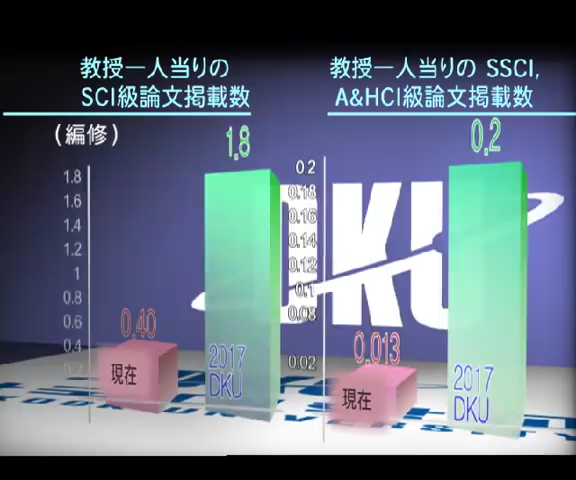 教授一人当りの
SCI級論文掲載数
教授一人当りの SSCI,
A&HCI級論文掲載数
(編修)
1.8
0.2
1.8
1.6
1.4
1.2
1
0.8
0.6
0.4
0.2
0.40
現在
2017
DKU
0.2
0.18
0.16
0.14
0.12
0.1
0.08
0.02
0.013
現在
2017
DKU
DKU